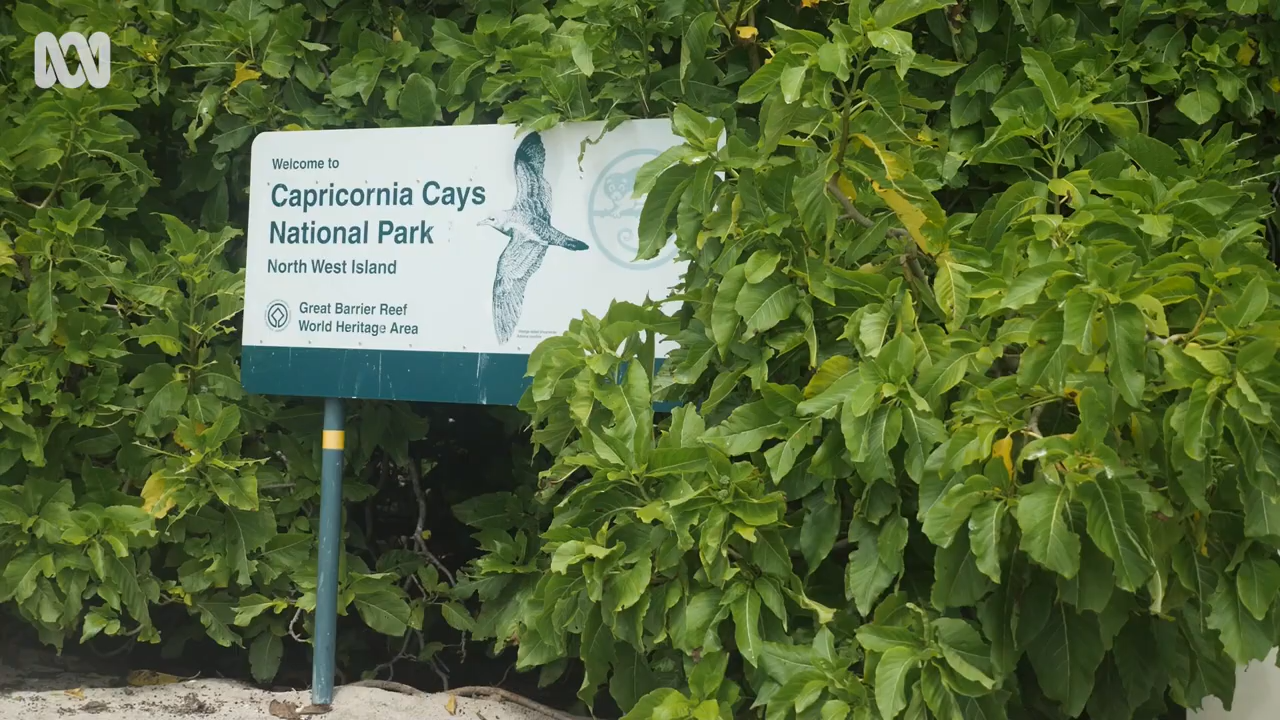 Welcome to
Capricornia Cays
National Park
North West Island
Great Barrier Reef
World Heritage Area